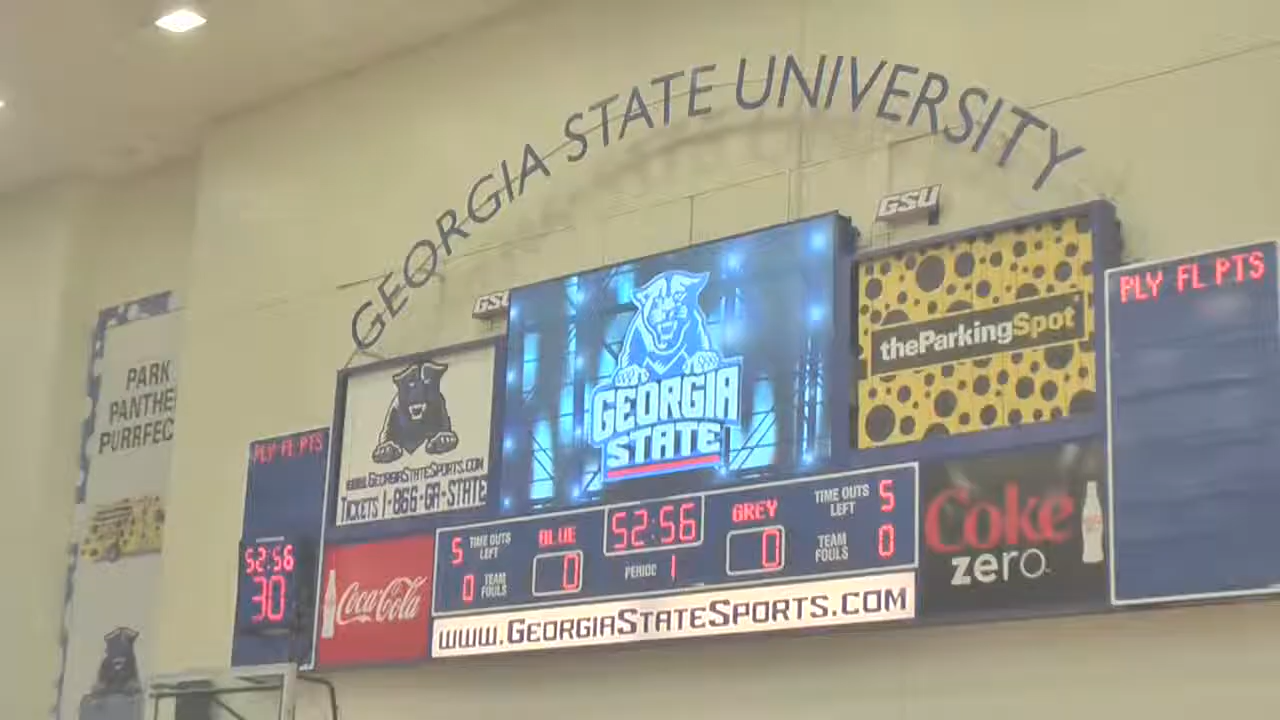 GEORGIA STATE UNIVERSITY
GSU
GSU
PARK
PANTHE
PURRFEC
PLY FL PTS
52:56
30
www.GeorgiaStateSports.com
Tickets 1-866-GA-STATE
GEORGIA
STATE
theParkingSpot
PLY FL PTS
5 TIME OUTS LEFT
BLUE
52:56
GREY
TIME OUTS LEFT 5
0 TEAM FOULS
0
PERIOD 1
0
TEAM FOULS 0
Coca-Cola
Coke
zero
www.GeorgiaStateSports.com